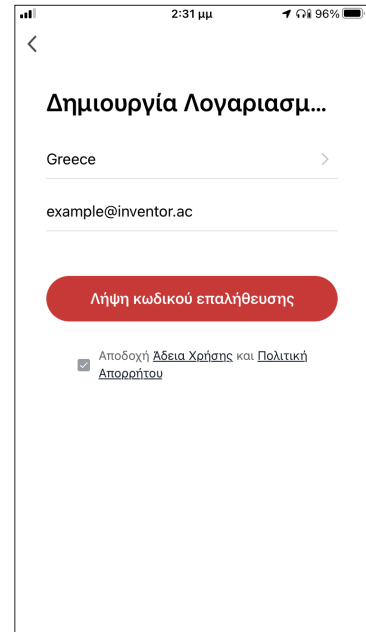 2:31 μμ 96%
Δημιουργία Λογαριασμ...
Greece
example@inventor.ac
Λήψη κωδικού επαλήθευσης
Αποδοχή Άδεια Χρήσης και Πολιτική
Απορρήτου